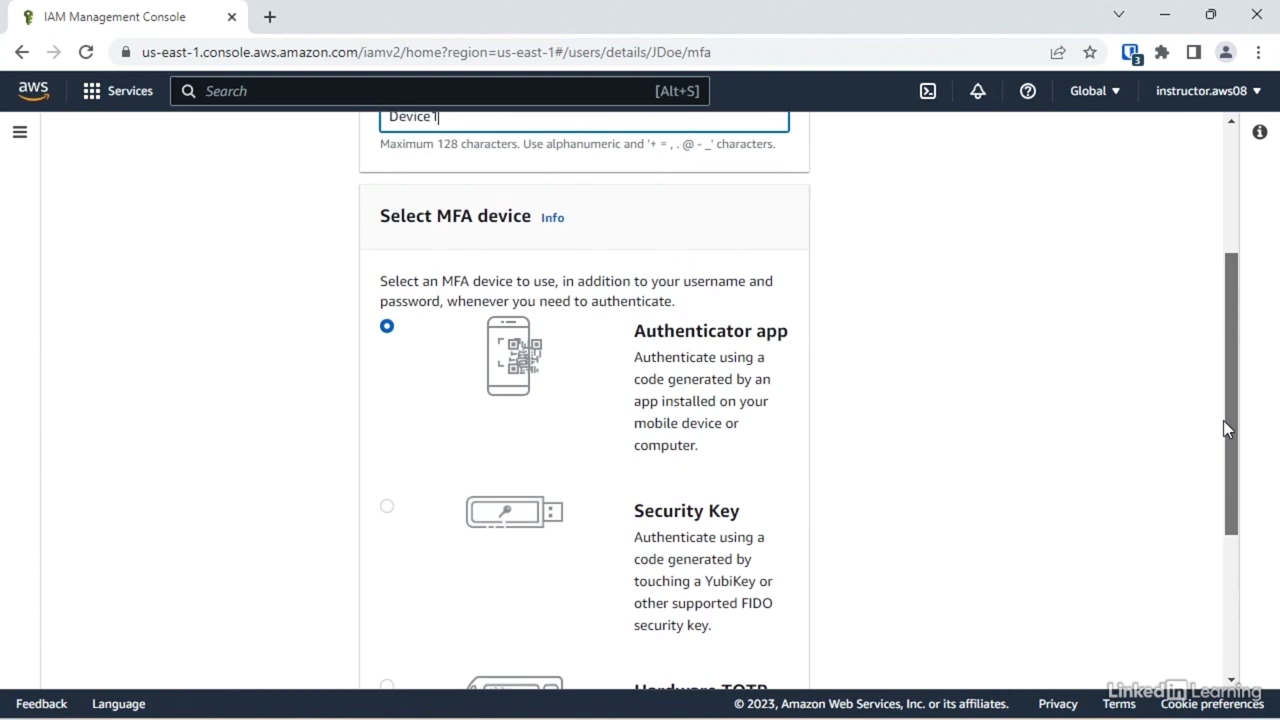 IAM Management Console
us-east-1.console.aws.amazon.com/iamv2/home?region=us-east-1#/users/details/JDoe/mfa
3
aws
Services
Search
[Alt+S]
Global
instructor.aws08
Device1
Maximum 128 characters. Use alphanumeric and '+ = , . @ - _' characters.
Select MFA device Info
Select an MFA device to use, in addition to your username and
password, whenever you need to authenticate.
Authenticator app
Authenticate using a
code generated by an
app installed on your
mobile device or
computer.
Security Key
Authenticate using a
code generated by
touching a YubiKey or
other supported FIDO
security key.
Hardware TOTP
LinkedIn Learning
Feedback
Language
© 2023, Amazon Web Services, Inc. or its affiliates.
Privacy
Terms
Cookie preferences